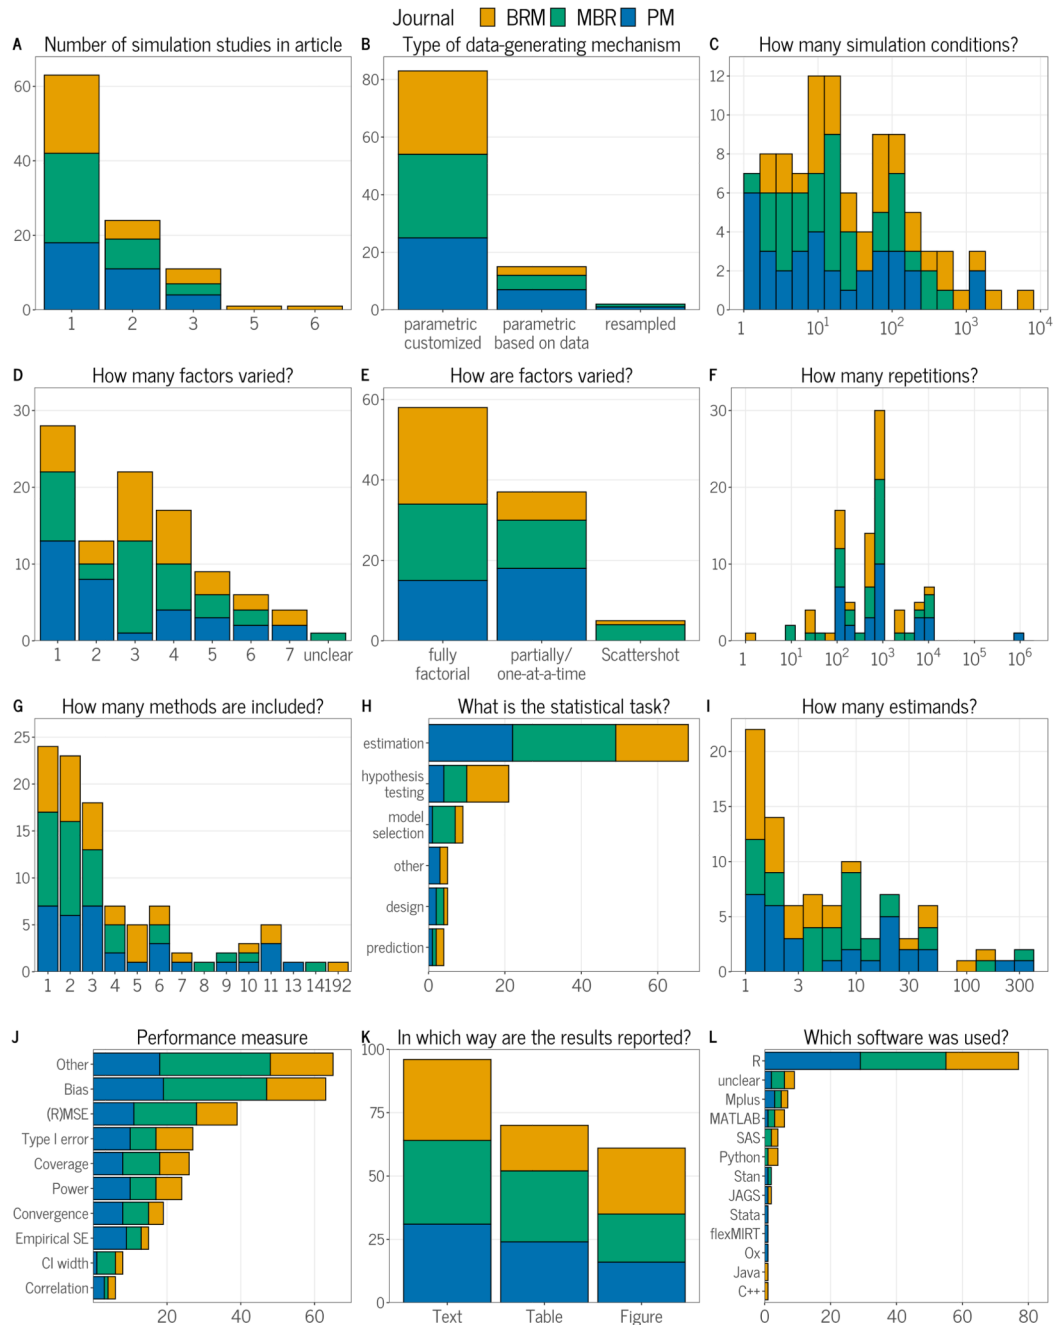 Journal BRM MBR PM
A Number of simulation studies in article
60
40
20
0
1 2 3 5 6
B Type of data-generating mechanism
80
60
40
20
0
parametric customized
parametric based on data
resampled
C How many simulation conditions?
12
10
8
6
4
2
0
1 10¹ 10² 10³ 10⁴
D How many factors varied?
30
20
10
0
1 2 3 4 5 6 7 unclear
E How are factors varied?
60
40
20
0
fully factorial
partially/ one-at-a-time
Scattershot
F How many repetitions?
30
20
10
0
1 10¹ 10² 10³ 10⁴ 10⁵ 10⁶
G How many methods are included?
25
20
15
10
5
0
1 2 3 4 5 6 7 8 9 10 11 13 14 192
H What is the statistical task?
estimation
hypothesis testing
model selection
other
design
prediction
0 20 40 60
I How many estimands?
20
15
10
5
0
1 3 10 30 100 300
J Performance measure
Other
Bias
(R)MSE
Type I error
Coverage
Power
Convergence
Empirical SE
CI width
Correlation
20 40 60
K In which way are the results reported?
100
75
50
25
0
Text Table Figure
L Which software was used?
R
unclear
Mplus
MATLAB
SAS
Python
Stan
JAGS
Stata
flexMIRT
Ox
Java
C++
0 20 40 60 80